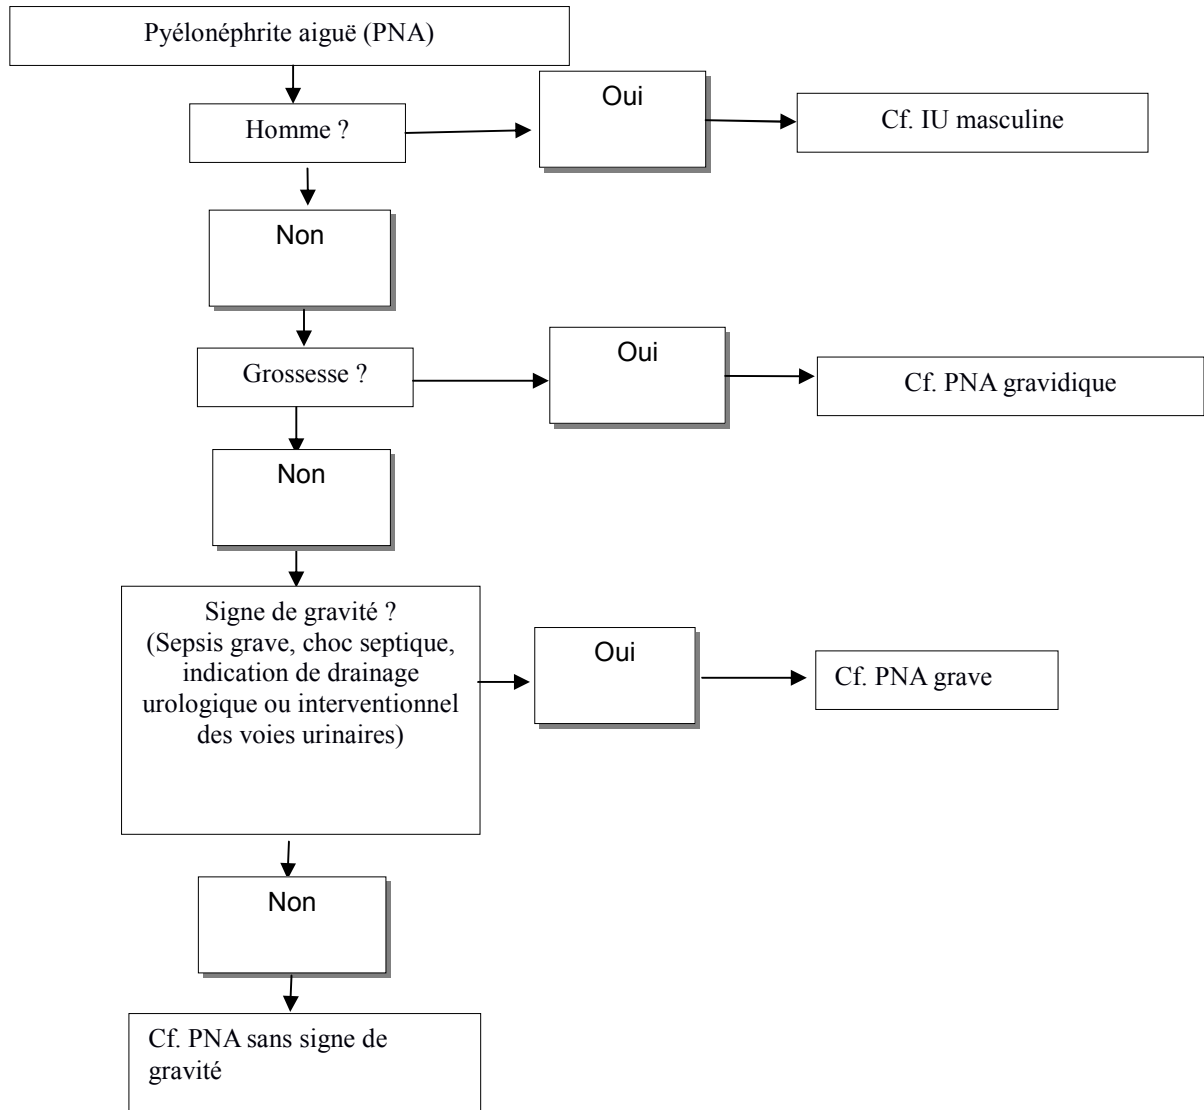 Pyélonéphrite aiguë (PNA)
Homme ?
Oui
Cf. IU masculine
Non
Grossesse ?
Oui
Cf. PNA gravidique
Non
Signe de gravité ?
(Sepsis grave, choc septique,
indication de drainage
urologique ou interventionnel
des voies urinaires)
Oui
Cf. PNA grave
Non
Cf. PNA sans signe de
gravité